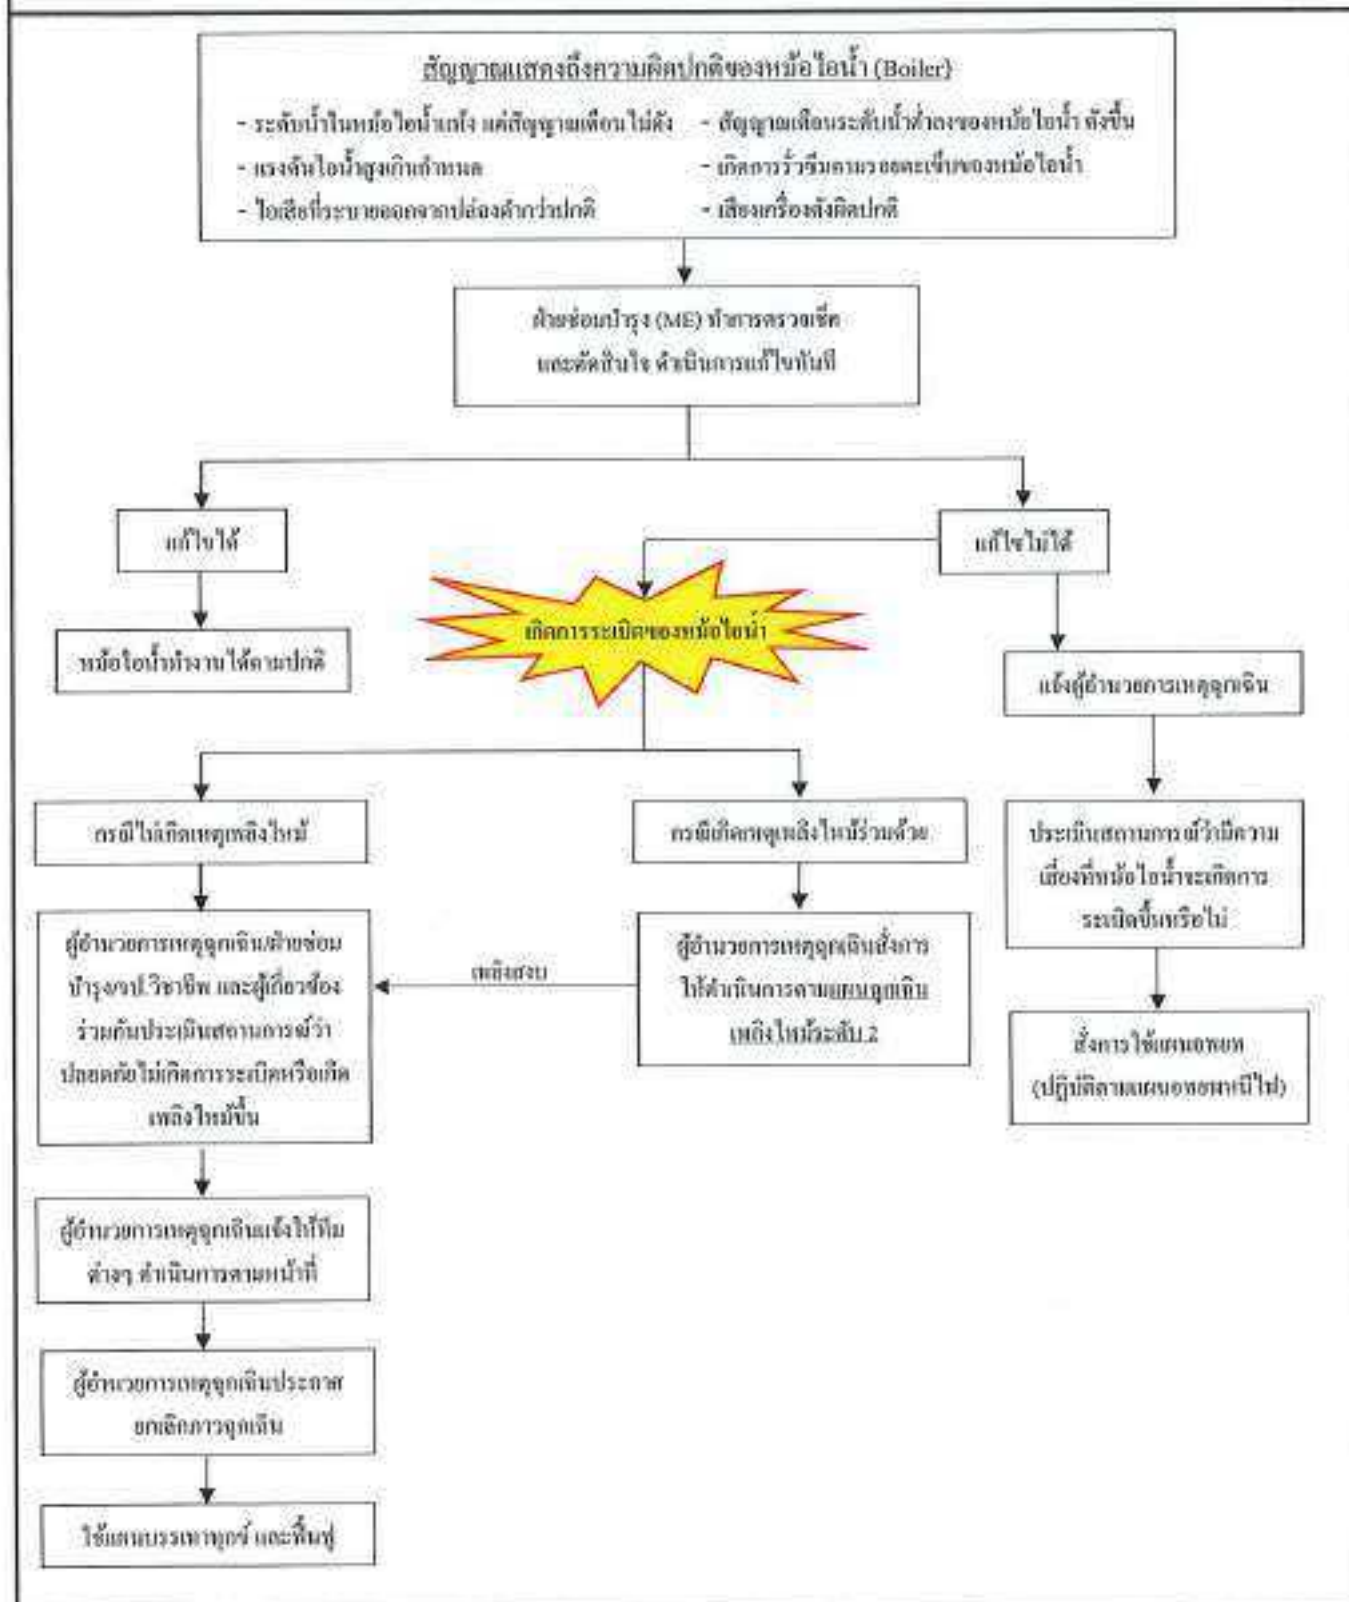 สัญญาณแสดงถึงความผิดปกติของหม้อไอน้ำ (Boiler)
- ระดับน้ำในหม้อไอน้ำแห้ง แต่สัญญาณเตือนไม่ดัง
- สัญญาณเตือนระดับน้ำต่ำลงของหม้อไอน้ำ ดังขึ้น
- แรงดันไอน้ำสูงเกินกำหนด
- เกิดการรั่วซึมตามรอยตะเข็บของหม้อไอน้ำ
- ไอเสียที่ระบายออกจากปล่องดำกว่าปกติ
- เสียงเครื่องดังผิดปกติ
ฝ่ายซ่อมบำรุง (ME) ทำการตรวจเช็ค
และตัดสินใจ ดำเนินการแก้ไขทันที
แก้ไขได้
แก้ไขไม่ได้
เกิดการระเบิดของหม้อไอน้ำ
หม้อไอน้ำทำงานได้ตามปกติ
แจ้งผู้อำนวยการเหตุฉุกเฉิน
กรณีไม่เกิดเหตุเพลิงไหม้
กรณีเกิดเหตุเพลิงไหม้ร่วมด้วย
ประเมินสถานการณ์ว่ามีความ
เสี่ยงที่หม้อไอน้ำจะเกิดการ
ระเบิดขึ้นหรือไม่
ผู้อำนวยการเหตุฉุกเฉิน/ฝ่ายซ่อม
บำรุง/จป.วิชาชีพ และผู้เกี่ยวข้อง
ร่วมกันประเมินสถานการณ์ว่า
ปลอดภัยไม่เกิดการระเบิดหรือเกิด
เพลิงไหม้ขึ้น
เพลิงสงบ
ผู้อำนวยการเหตุฉุกเฉินสั่งการ
ให้ดำเนินการตามแผนฉุกเฉิน
เพลิงไหม้ระดับ 2
สั่งการใช้แผนอพยพ
(ปฏิบัติตามแผนอพยพหนีไฟ)
ผู้อำนวยการเหตุฉุกเฉินแจ้งให้ทีม
ต่างๆ ดำเนินการตามหน้าที่
ผู้อำนวยการเหตุฉุกเฉินประกาศ
ยกเลิกภาวฉุกเฉิน
ใช้แผนบรรเทาทุกข์ และฟื้นฟู